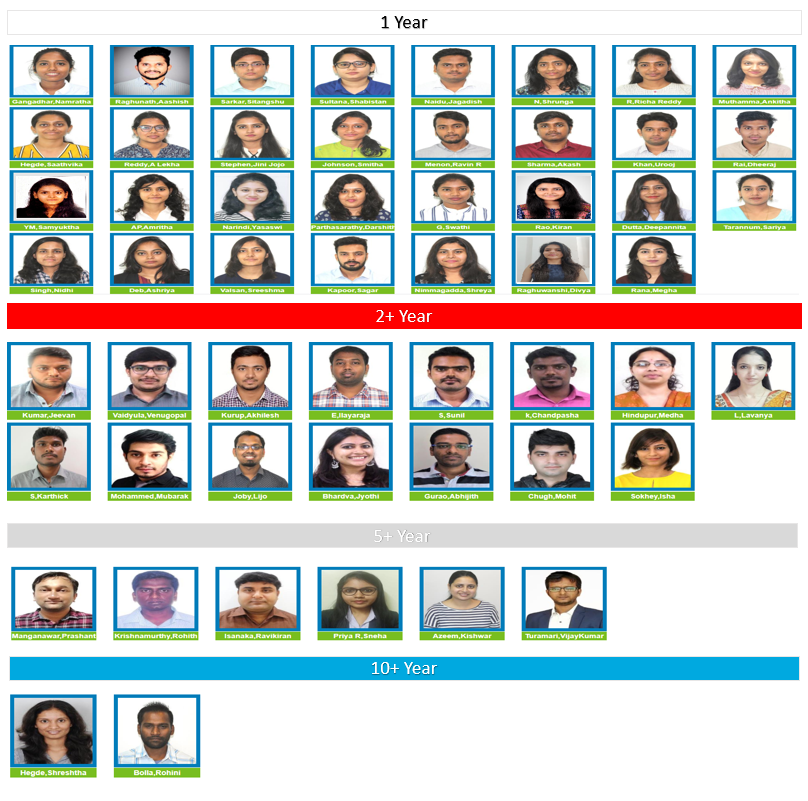 1 Year
Gangadhar,Namratha Raghunath,Aashish Sarkar,Sitangshu Sultana,Shabistan Naidu,Jagadish N,Shrunga R,Richa Reddy Muthamma,Ankitha
Hegde,Saathvika Reddy,A Lekha Stephen,Jini Jojo Johnson,Smitha Menon,Ravin R Sharma,Akash Khan,Urooj Rai,Dheeraj
YM,Samyuktha AP,Amritha Narindi,Yasaswi Parthasarathy,Darshith G,Swathi Rao,Kiran Dutta,Deepannita Tarannum,Sariya
Singh,Nidhi Deb,Ashriya Valsan,Sreeshma Kapoor,Sagar Nimmagadda,Shreya Raghuwanshi,Divya Rana,Megha
2+ Year
Kumar,Jeevan Vaidyula,Venugopal Kurup,Akhilesh E,Ilayaraja S,Sunil k,Chandpasha Hindupur,Medha L,Lavanya
S,Karthick Mohammed,Mubarak Joby,Lijo Bhardva,Jyothi Gurao,Abhijith Chugh,Mohit Sokhey,Isha
5+ Year
Manganawar,Prashant Krishnamurthy,Rohith Isanaka,Ravikiran Priya R,Sneha Azeem,Kishwar Turamari,VijayKumar
10+ Year
Hegde,Shreshtha Bolla,Rohini